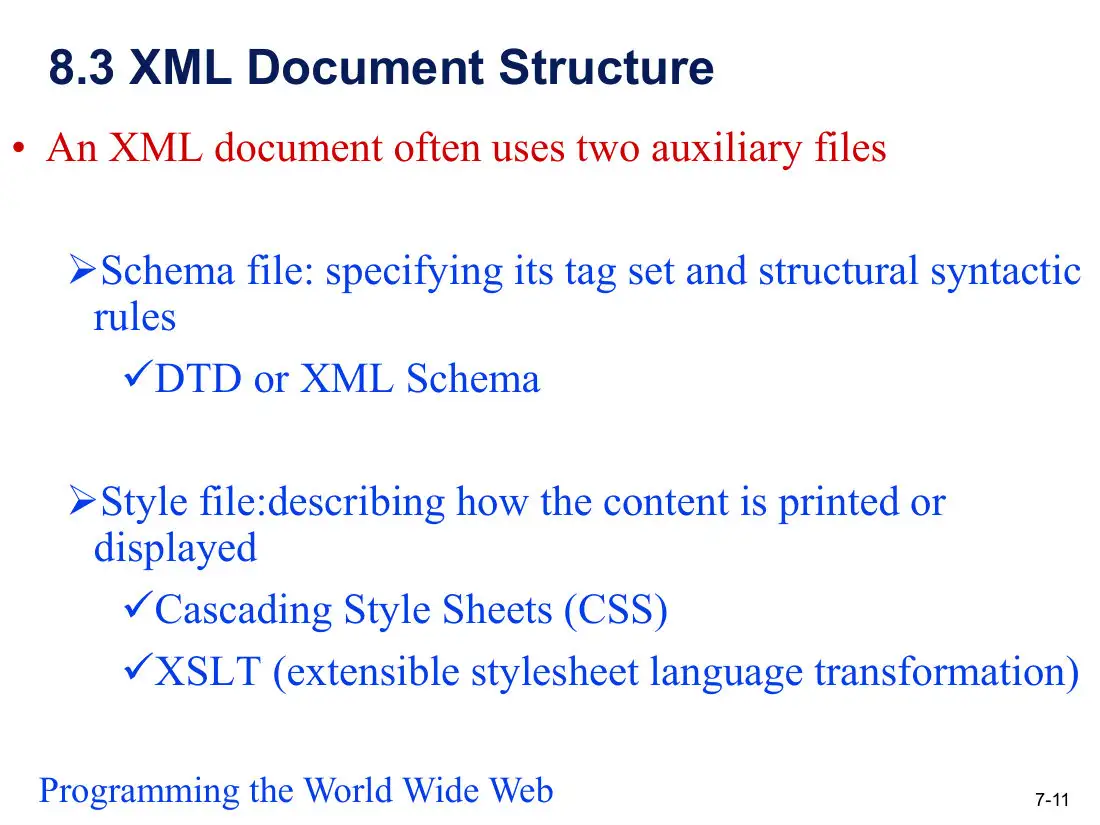 8.3 XML Document Structure
• An XML document often uses two auxiliary files
➢Schema file: specifying its tag set and structural syntactic
rules
✓DTD or XML Schema
➢Style file:describing how the content is printed or
displayed
✓Cascading Style Sheets (CSS)
✓XSLT (extensible stylesheet language transformation)
Programming the World Wide Web
7-11